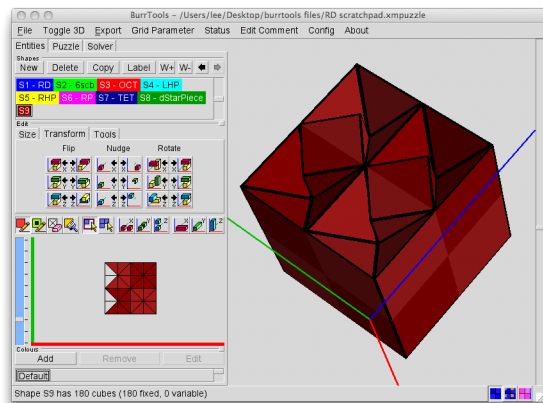 BurrTools - /Users/lee/Desktop/burrtools files/RD scratchpad.xmpuzzle
File Toggle 3D Export Grid Parameter Status Edit Comment Config About
Entities Puzzle Solver
Shapes
New Delete Copy Label W+ W-
S1 - RD S2 - 6scb S3 - OCT S4 - LHP
S5 - RHP S6 - RP S7 - TET S8 - dStarPiece
S9
Edit
Size Transform Tools
Flip Nudge Rotate
X X X
Y Y Y
Z Z Z
X Y Z X Y Z
Colours
Add Remove Edit
Default
Shape S9 has 180 cubes (180 fixed, 0 variable)